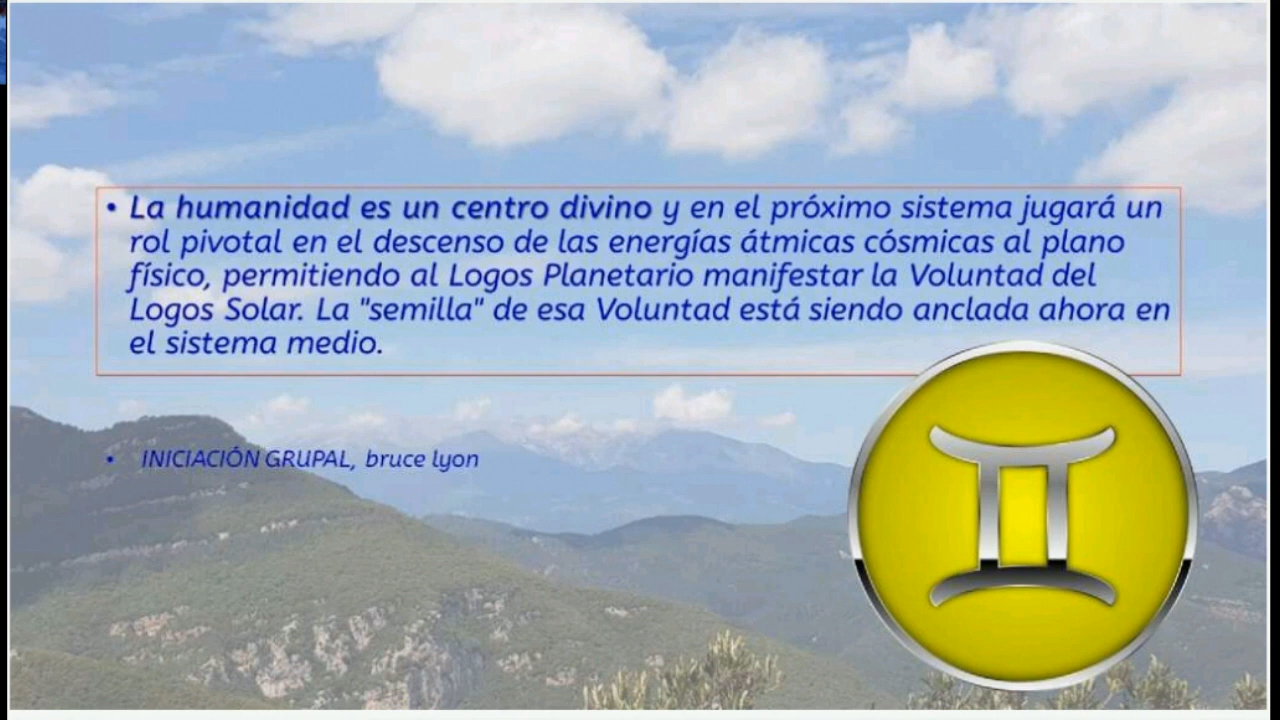 • La humanidad es un centro divino y en el próximo sistema jugará un
rol pivotal en el descenso de las energías átmicas cósmicas al plano
físico, permitiendo al Logos Planetario manifestar la Voluntad del
Logos Solar. La "semilla" de esa Voluntad está siendo anclada ahora en
el sistema medio.
• INICIACIÓN GRUPAL, bruce lyon